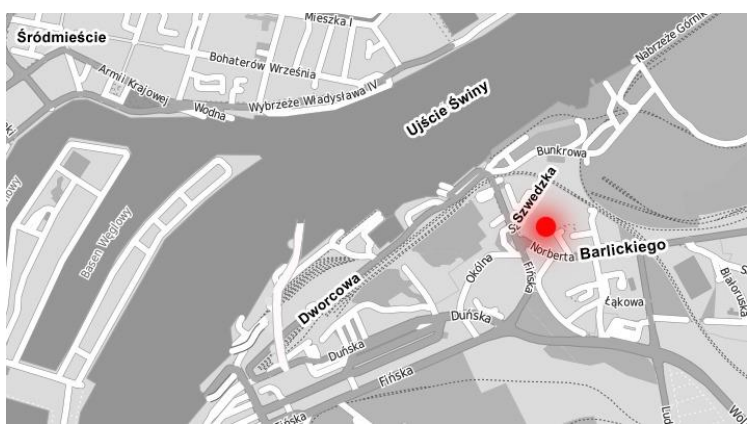 Mieszka I
Śródmieście
Bohaterów Września
Armii Krajowej
Wodna
Wybrzeże Władysława IV
Ujście Świny
Nabrzeże Górnik
Bunkrowa
Szwedzka
Basen Węglowy
Norberta
Barlickiego
Okólna
Fińska
Dworcowa
Łąkowa
Białoruska
Duńska
Duńska
Fińska